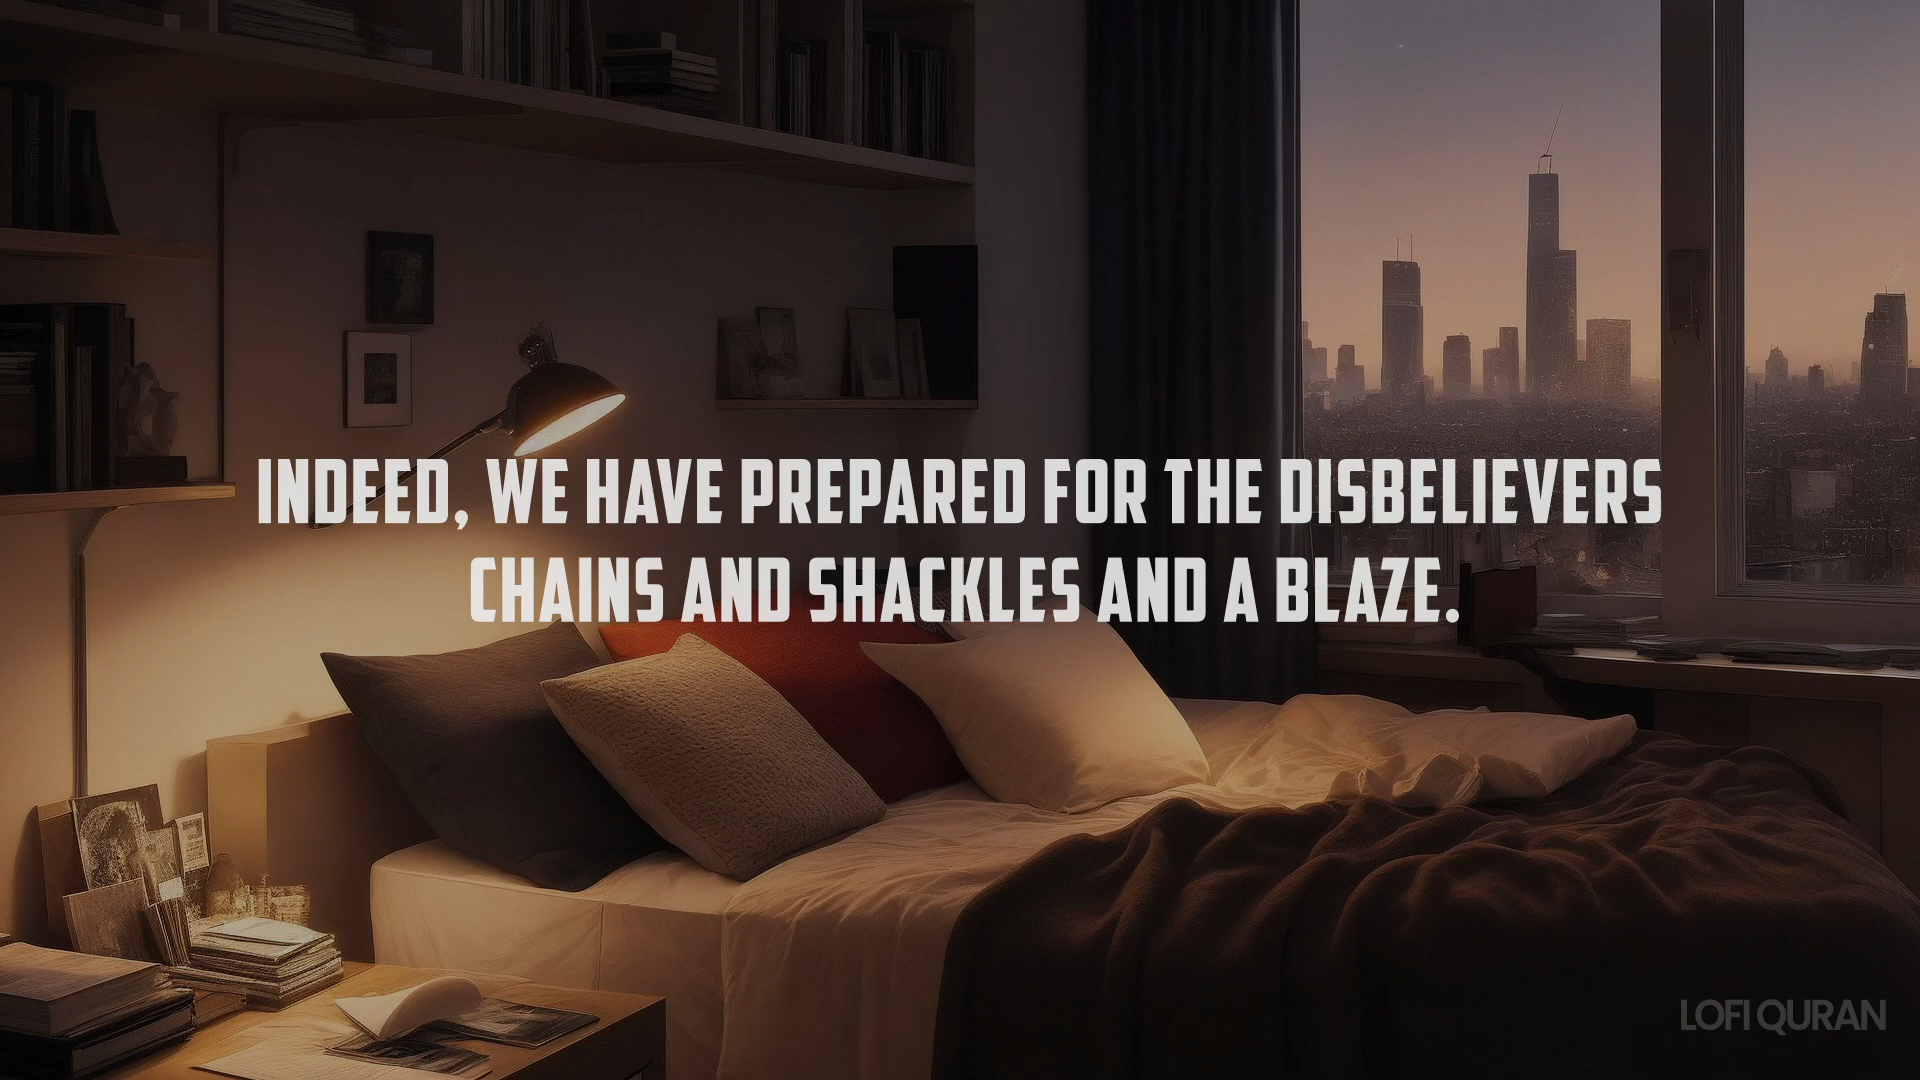 INDEED, WE HAVE PREPARED FOR THE DISBELIEVERS
CHAINS AND SHACKLES AND A BLAZE.
LOFI QURAN